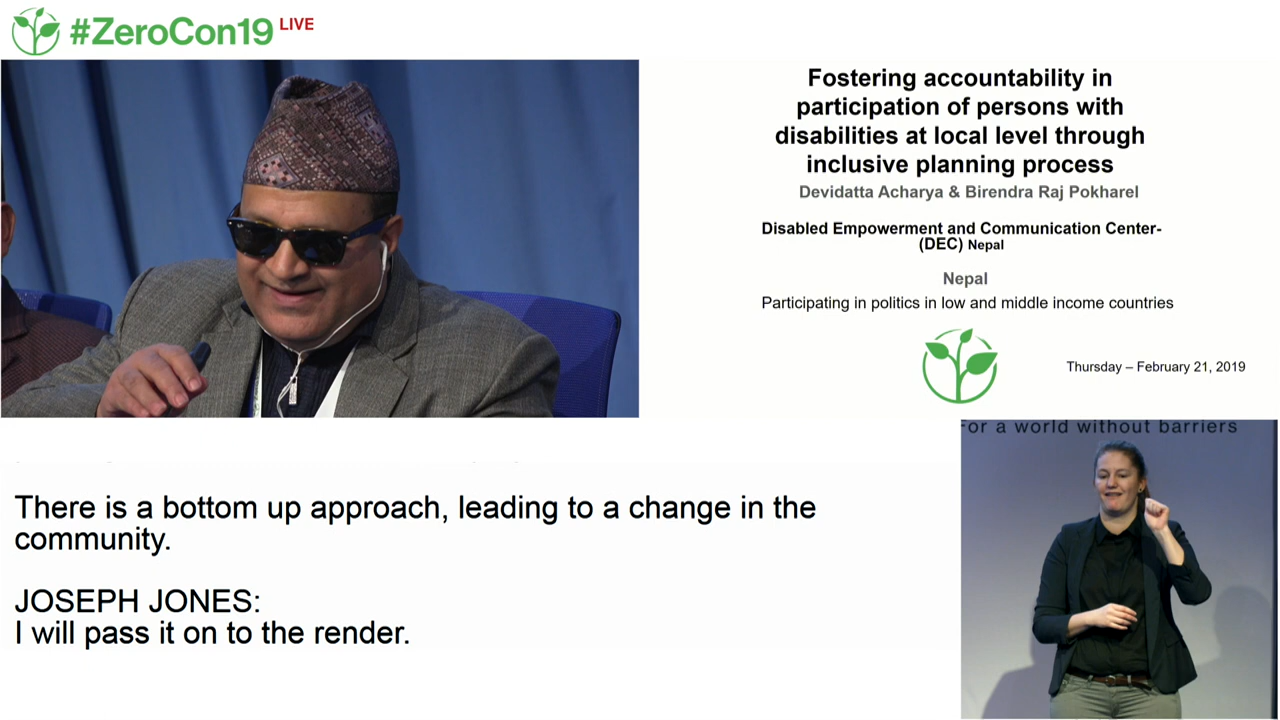 #ZeroCon19 LIVE
Fostering accountability in
participation of persons with
disabilities at local level through
inclusive planning process
Devidatta Acharya & Birendra Raj Pokharel
Disabled Empowerment and Communication Center-
(DEC) Nepal
Nepal
Participating in politics in low and middle income countries
Thursday – February 21, 2019
For a world without barriers
There is a bottom up approach, leading to a change in the
community.
JOSEPH JONES:
I will pass it on to the render.